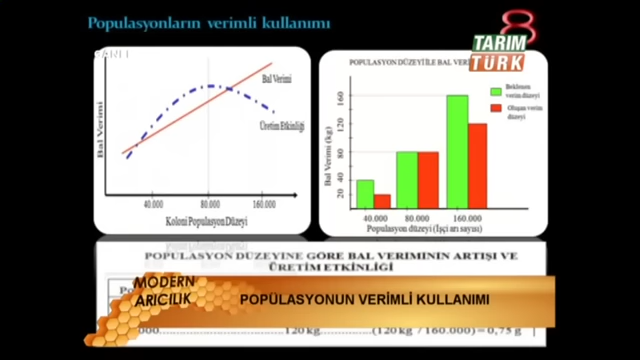 Populasyonların verimli kullanımı
TARIM
TÜRK
Bal Verimi
Bal Verimi
Üretim Etkinliği
40.000
80.000
160.000
Koloni Populasyon Düzeyi
POPULASYON DÜZEYİ İLE BAL
Beklenen
verim düzeyi
Oluşan verim
düzeyi
Bal Verimi (kg)
160
120
80
40
20
40.000
80.000
160.000
Populasyon düzeyi (İşçi arı sayısı)
POPULASYON DÜZEYİNE GÖRE BAL VERİMİNİN ARTIŞI VE
ÜRETİM ETKİNLİĞİ
MODERN
ARICILIK
POPÜLASYONUN VERİMLİ KULLANIMI
120 kg (120 kg / 160.000) = 0,75 g